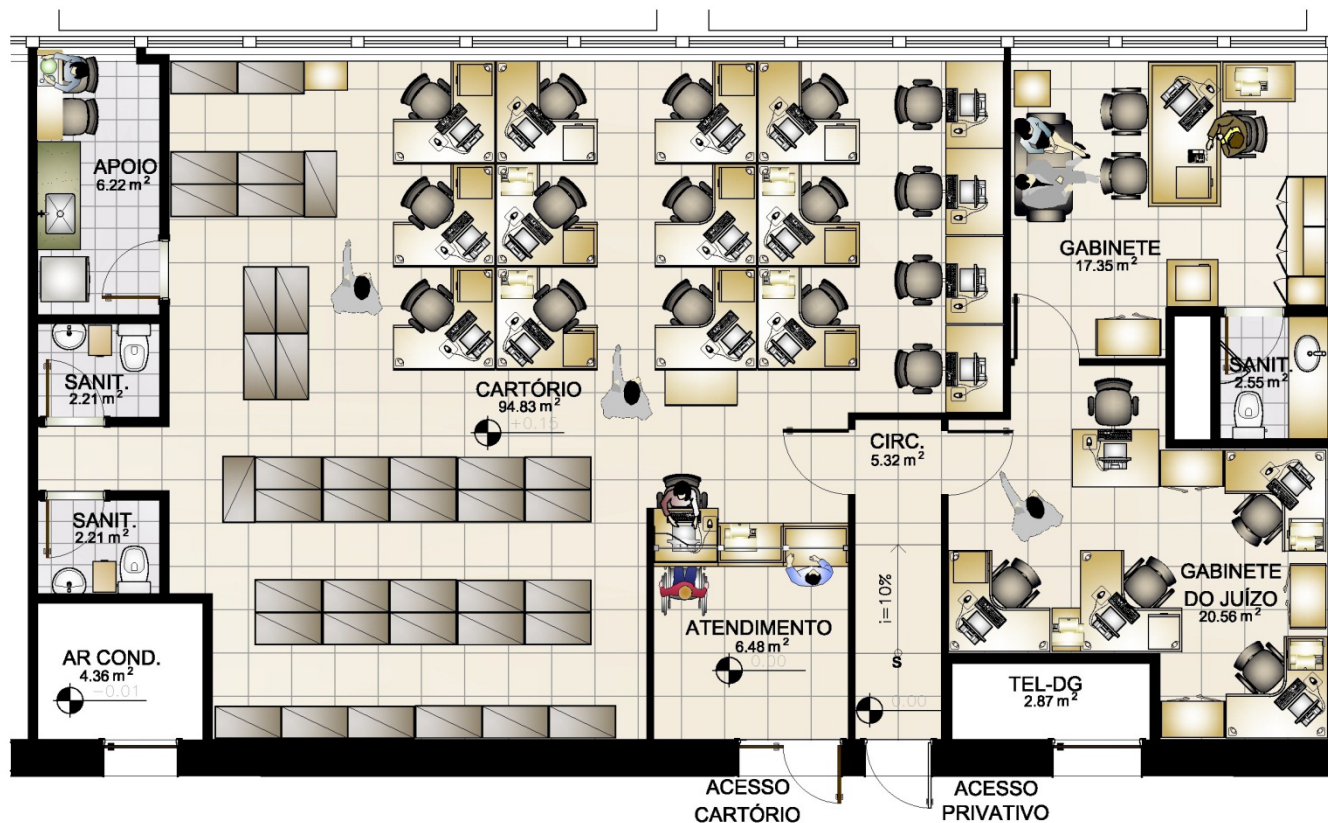 APOIO
6.22 m²
GABINETE
17.35 m²
SANIT.
2.21 m²
CARTÓRIO
94.83 m²
+0.15
SANIT.
2.55 m²
CIRC.
5.32 m²
SANIT.
2.21 m²
i=10%
S
ATENDIMENTO
6.48 m²
0.00
GABINETE
DO JUÍZO
20.56 m²
AR COND.
4.36 m²
-0.01
0.00
TEL-DG
2.87 m²
ACESSO
CARTÓRIO
ACESSO
PRIVATIVO